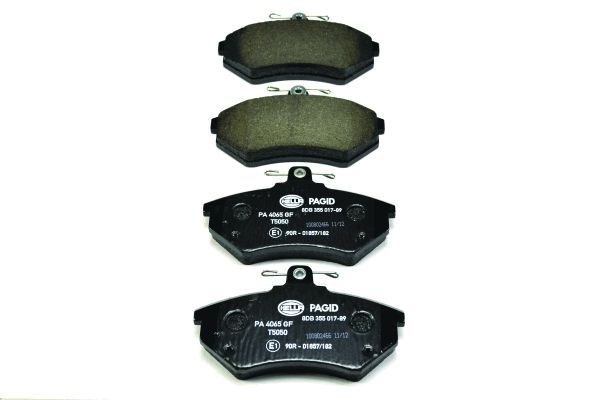 HELLA PAGID
8DB 355 017-89
PA 4065 GF
T5050 100802466 11/12
E1 90R - 01857/182
HELLA PAGID
8DB 355 017-89
PA 4065 GF
T5050 100802466 11/12
E1 90R - 01857/182